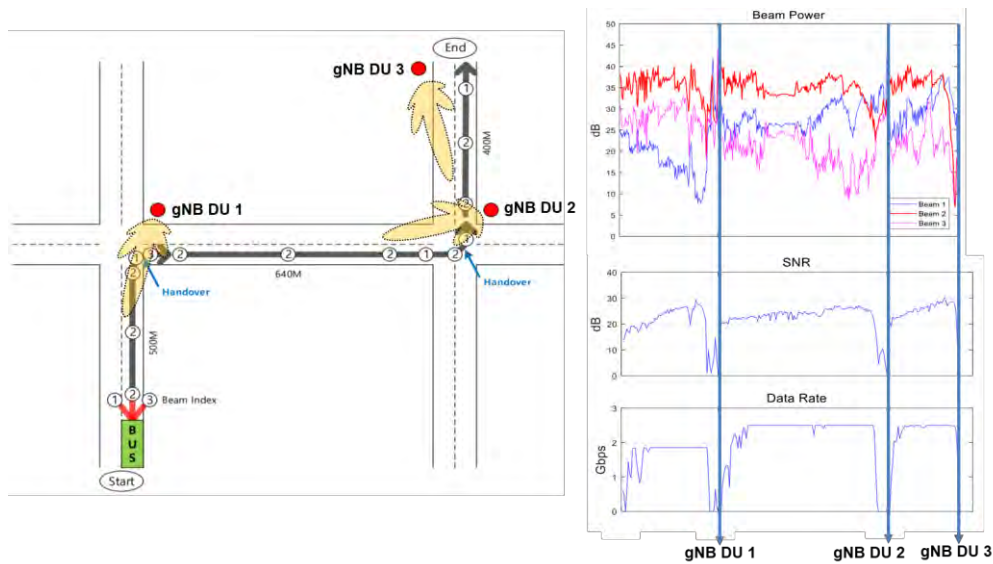 End
gNB DU 3
1
2
400M
2
gNB DU 1
gNB DU 2
3
1
3
2
2
2
1
2
2
640M
Handover
Handover
2
500M
1
2
3
Beam Index
BUS
Start
Beam Power
50
45
40
35
30
25
20
15
10
5
0
dB
Beam 1
Beam 2
Beam 3
SNR
40
30
20
10
0
dB
Data Rate
3
2
1
0
Gbps
gNB DU 1
gNB DU 2
gNB DU 3